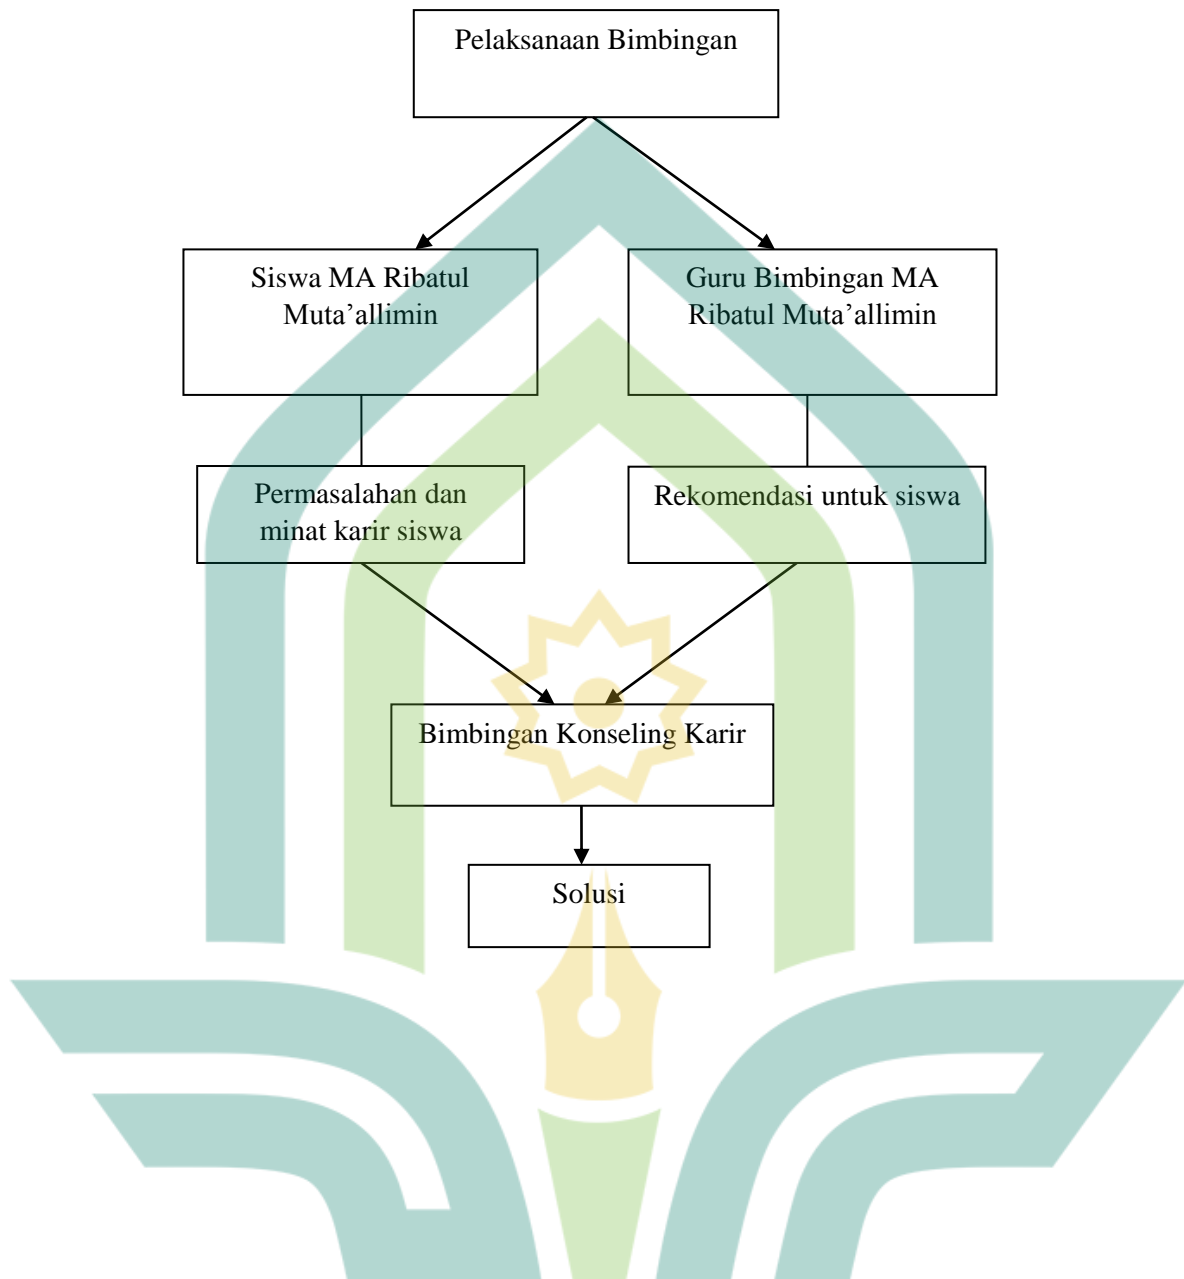 Pelaksanaan Bimbingan
Siswa MA Ribatul
Muta’allimin
Guru Bimbingan MA
Ribatul Muta’allimin
Permasalahan dan
minat karir siswa
Rekomendasi untuk siswa
Bimbingan Konseling Karir
Solusi